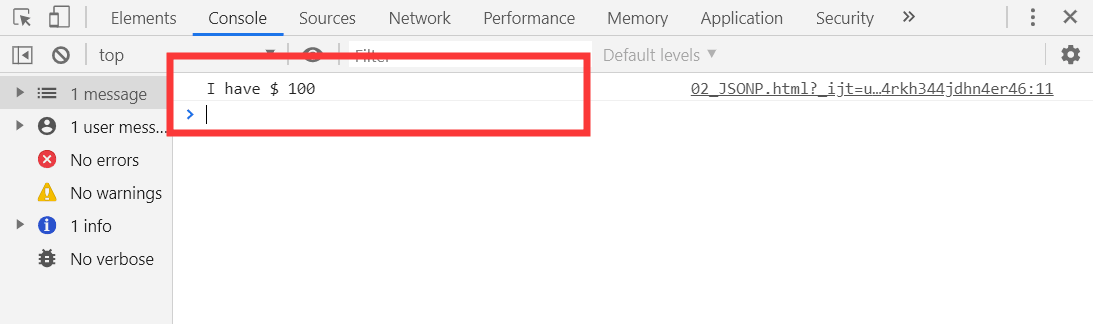 Elements Console Sources Network Performance Memory Application Security
top Filter Default levels ▼
1 message I have $ 100 02_JSONP.html?_ijt=u…4rkh344jdhn4er46:11
1 user mess...
No errors
No warnings
1 info
No verbose